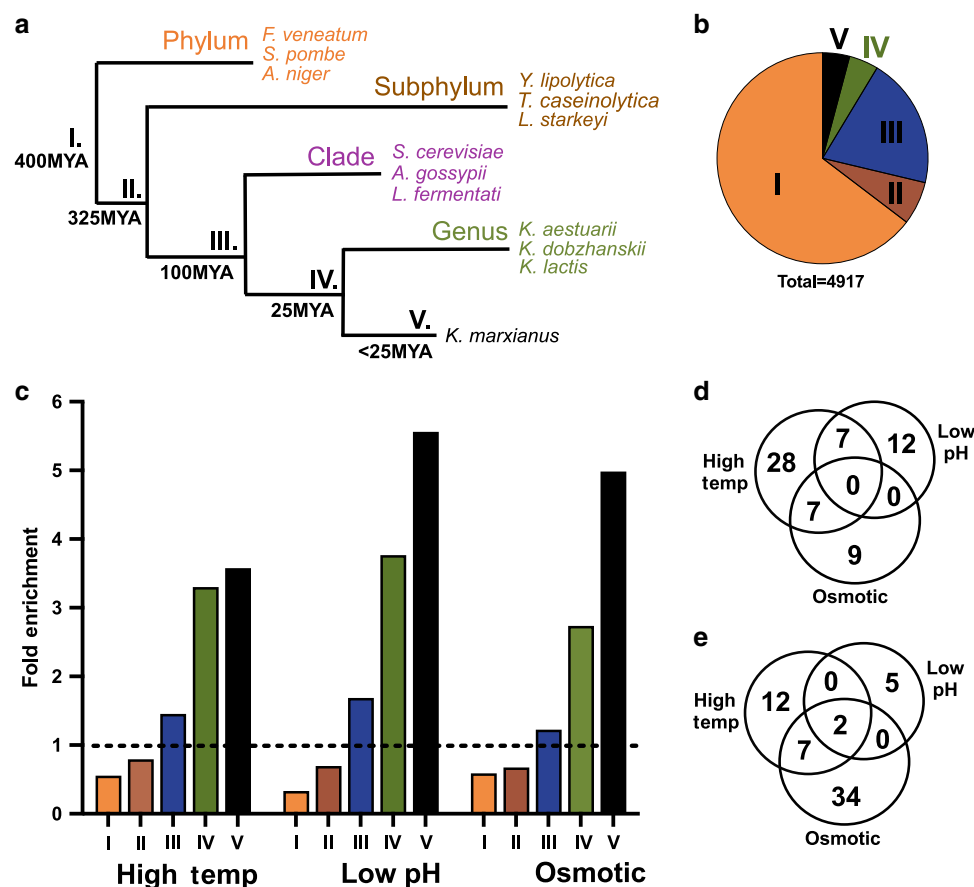 a
Phylum
F. veneatum
S. pombe
A. niger
Subphylum
Y. lipolytica
T. caseinolytica
L. starkeyi
I.
400MYA
Clade
S. cerevisiae
A. gossypii
L. fermentati
II.
325MYA
Genus
K. aestuarii
K. dobzhanskii
K. lactis
III.
100MYA
IV.
25MYA
V.
<25MYA
K. marxianus
b
V
IV
III
II
I
Total=4917
c
Fold enrichment
6
5
4
3
2
1
0
I II III IV V
I II III IV V
I II III IV V
High temp
Low pH
Osmotic
d
High
temp
Low
pH
28
7
12
0
7
0
9
Osmotic
e
High
temp
Low
pH
12
0
5
2
7
0
34
Osmotic